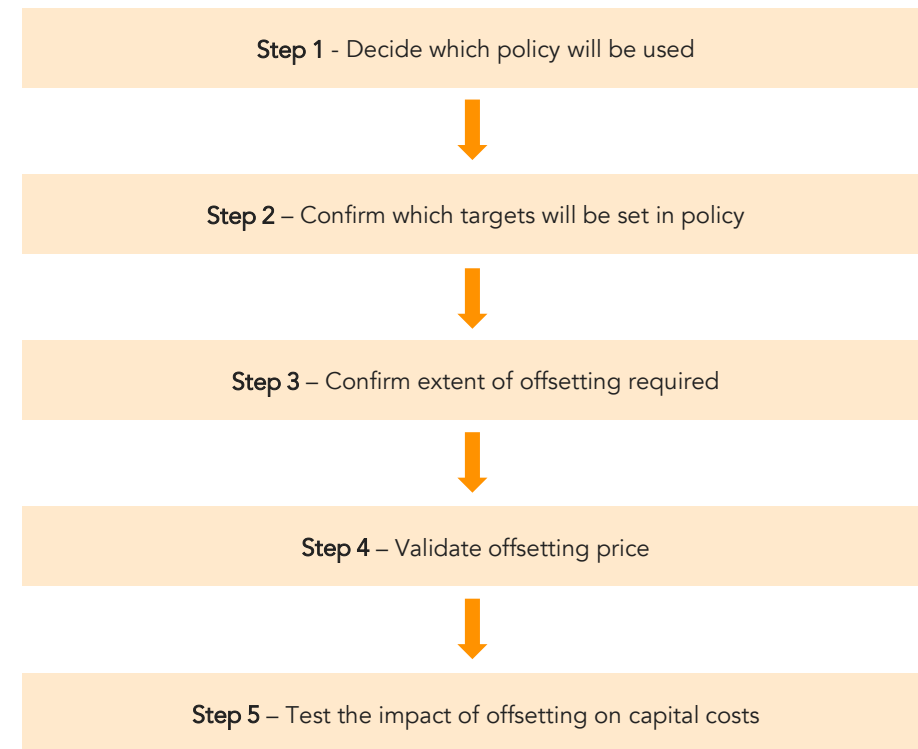 Step 1 - Decide which policy will be used
Step 2 – Confirm which targets will be set in policy
Step 3 – Confirm extent of offsetting required
Step 4 – Validate offsetting price
Step 5 – Test the impact of offsetting on capital costs